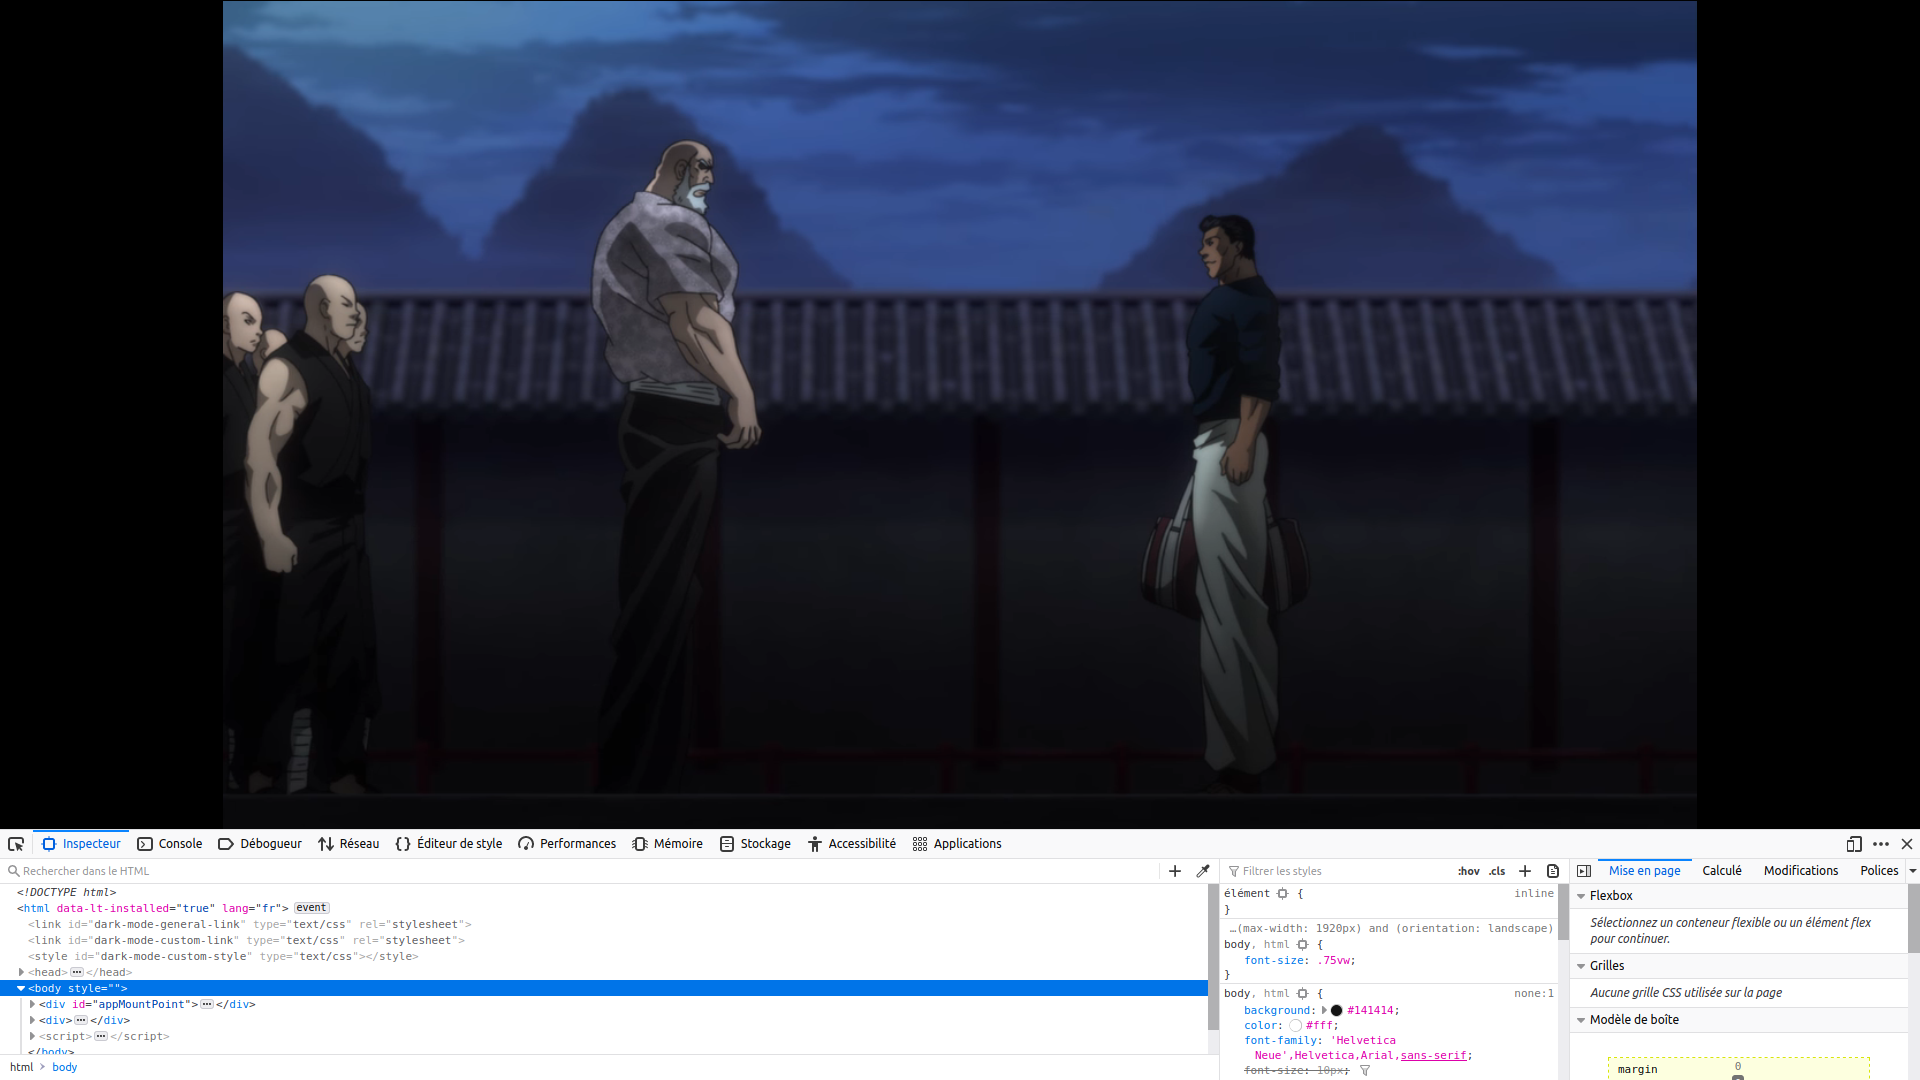 Inspecteur Console Débogueur Réseau Éditeur de style Performances Mémoire Stockage Accessibilité Applications
Rechercher dans le HTML
<!DOCTYPE html>
<html data-lt-installed="true" lang="fr"> event
<link id="dark-mode-general-link" type="text/css" rel="stylesheet">
<link id="dark-mode-custom-link" type="text/css" rel="stylesheet">
<style id="dark-mode-custom-style" type="text/css"></style>
<head> ••• </head>
<body style="">
<div id="appMountPoint"> ••• </div>
<div> ••• </div>
<script> ••• </script>
</body>
html > body
Filtrer les styles :hov .cls
élément { inline
}
…(max-width: 1920px) and (orientation: landscape)
body, html {
font-size: .75vw;
}
body, html { none:1
background: #141414;
color: #fff;
font-family: 'Helvetica
Neue',Helvetica,Arial,sans-serif;
font-size: 10px;
Mise en page Calculé Modifications Polices
Flexbox
Sélectionnez un conteneur flexible ou un élément flex
pour continuer.
Grilles
Aucune grille CSS utilisée sur la page
Modèle de boîte
margin 0